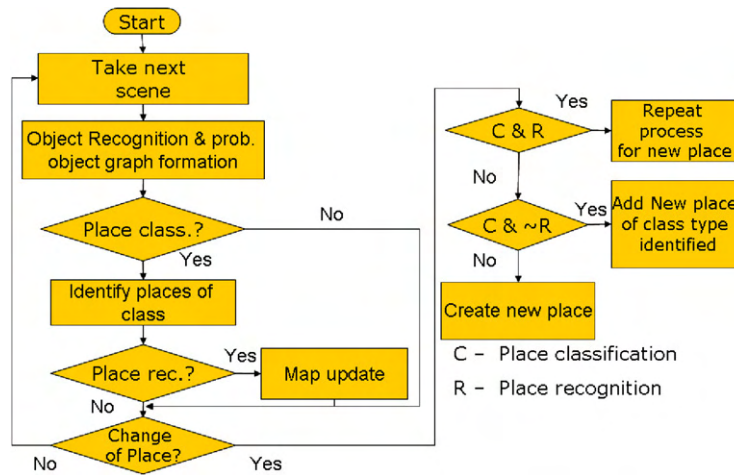 Start
Take next
scene
Object Recognition & prob.
object graph formation
Place class.?
No
Yes
Identify places of
class
Place rec.?
Yes
Map update
No
Change
of Place?
No
Yes
C & R
Yes
Repeat
process
for new place
No
C & ~R
Yes
Add New place
of class type
identified
No
Create new place
C – Place classification
R – Place recognition